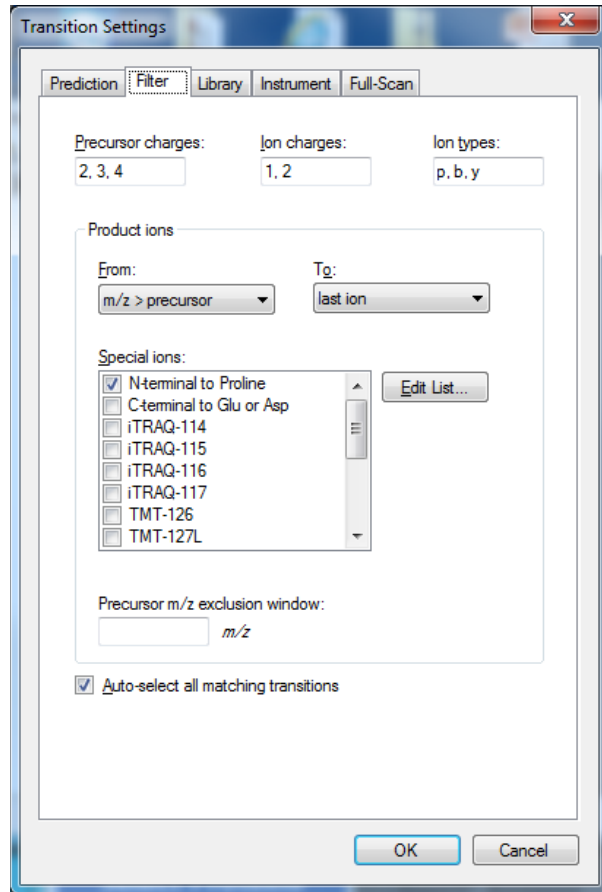 Transition Settings
Prediction Filter Library Instrument Full-Scan
Precursor charges: Ion charges: Ion types:
2, 3, 4 1, 2 p, b, y
Product ions
From: To:
m/z > precursor last ion
Special ions:
N-terminal to Proline
Edit List...
C-terminal to Glu or Asp
iTRAQ-114
iTRAQ-115
iTRAQ-116
iTRAQ-117
TMT-126
TMT-127L
Precursor m/z exclusion window:
m/z
Auto-select all matching transitions
OK Cancel